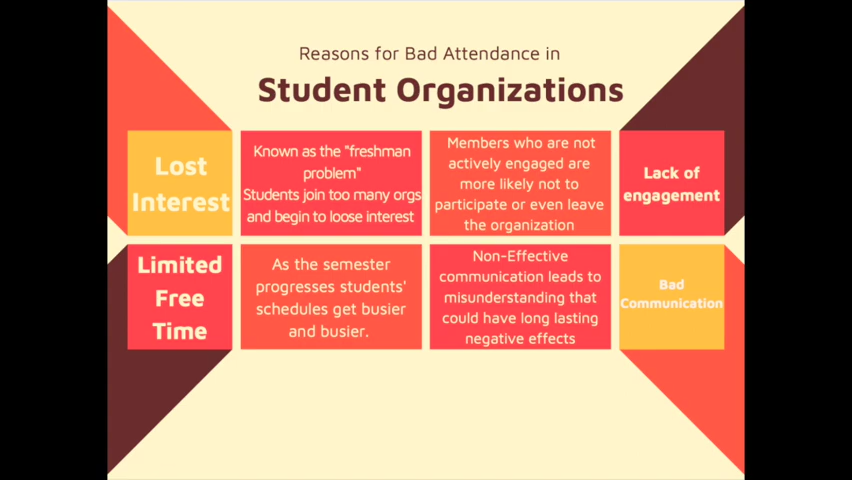 Reasons for Bad Attendance in
Student Organizations
Lost
Interest
Known as the "freshman
problem"
Students join too many orgs
and begin to loose interest
Members who are not
actively engaged are
more likely not to
participate or even leave
the organization
Lack of
engagement
Limited
Free
Time
As the semester
progresses students'
schedules get busier
and busier.
Non-Effective
communication leads to
misunderstanding that
could have long lasting
negative effects
Bad
Communication